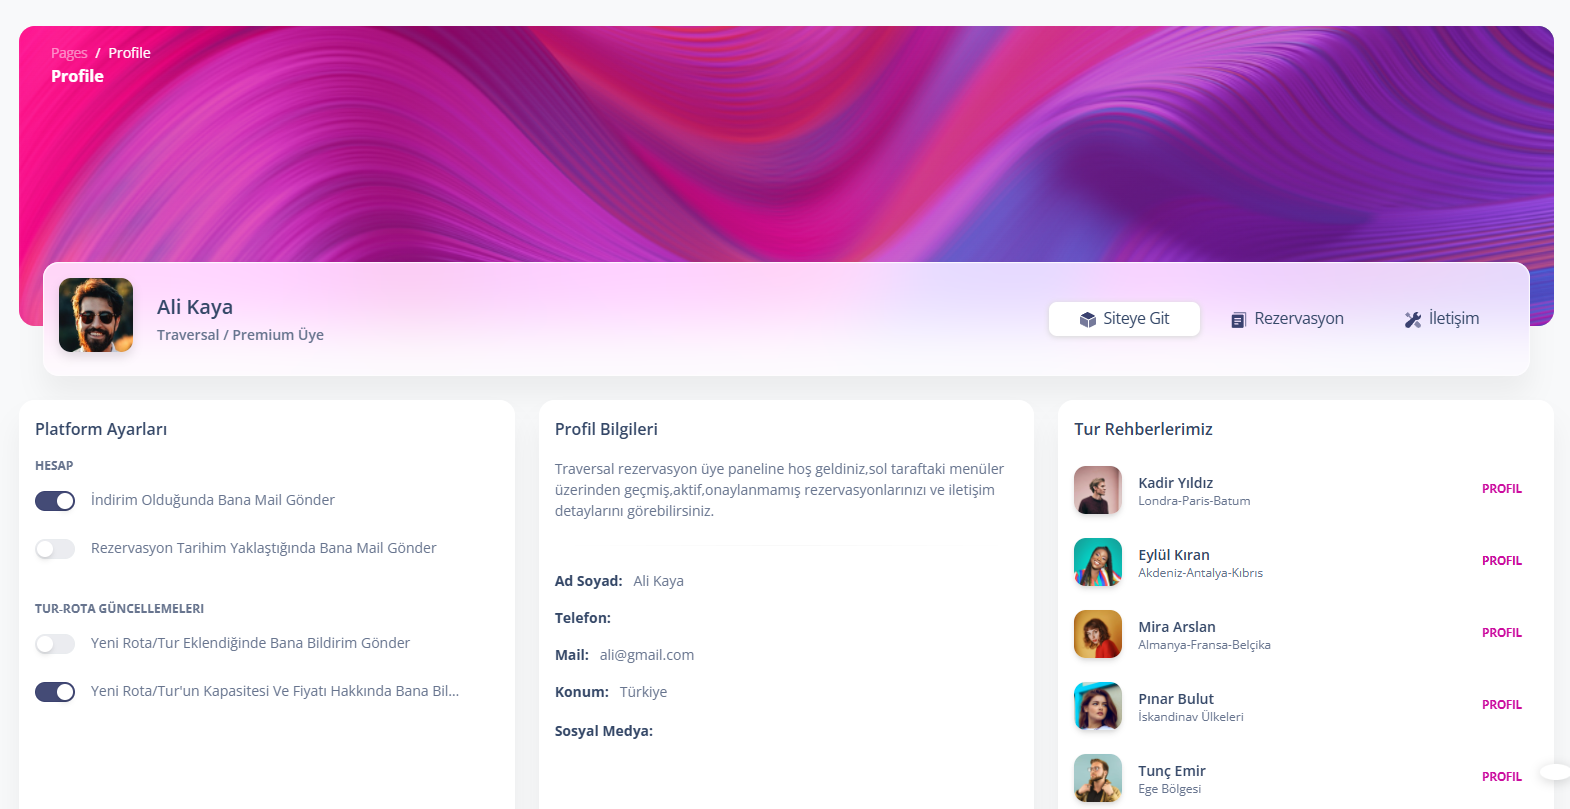 Pages / Profile
Profile
Ali Kaya
Traversal / Premium Üye
Siteye Git
Rezervasyon
İletişim
Platform Ayarları
HESAP
İndirim Olduğunda Bana Mail Gönder
Rezervasyon Tarihim Yaklaştığında Bana Mail Gönder
TUR-ROTA GÜNCELLEMELERI
Yeni Rota/Tur Eklendiğinde Bana Bildirim Gönder
Yeni Rota/Tur'un Kapasitesi Ve Fiyatı Hakkında Bana Bil...
Profil Bilgileri
Traversal rezervasyon üye paneline hoş geldiniz,sol taraftaki menüler
üzerinden geçmiş,aktif,onaylanmamış rezervasyonlarınızı ve iletişim
detaylarını görebilirsiniz.
Ad Soyad: Ali Kaya
Telefon:
Mail: ali@gmail.com
Konum: Türkiye
Sosyal Medya:
Tur Rehberlerimiz
Kadir Yıldız
Londra-Paris-Batum
PROFIL
Eylül Kıran
Akdeniz-Antalya-Kıbrıs
PROFIL
Mira Arslan
Almanya-Fransa-Belçika
PROFIL
Pınar Bulut
İskandinav Ülkeleri
PROFIL
Tunç Emir
Ege Bölgesi
PROFIL